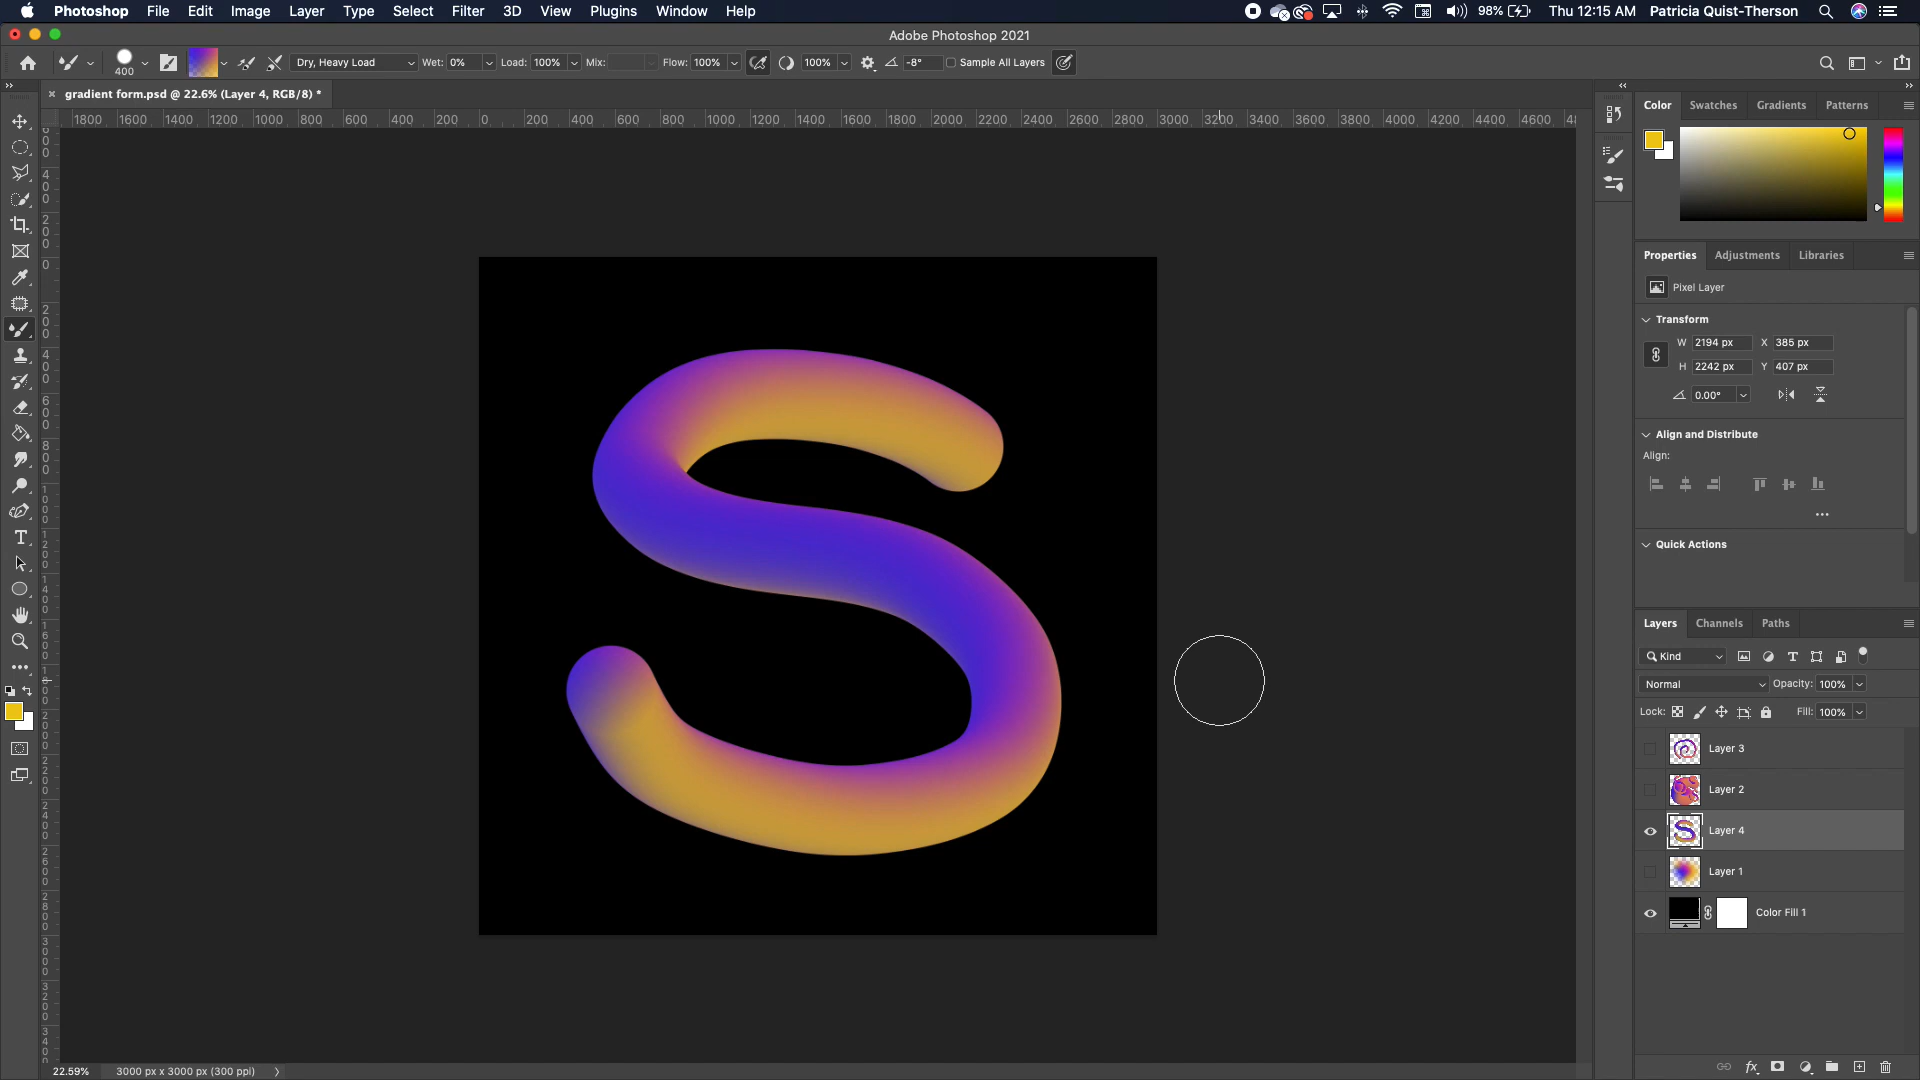 Photoshop File Edit Image Layer Type Select Filter 3D View Plugins Window Help 98% Thu 12:15 AM Patricia Quist-Therson
Adobe Photoshop 2021
400 Dry, Heavy Load Wet: 0% Load: 100% Mix: Flow: 100% 100% -8° Sample All Layers
gradient form.psd @ 22.6% (Layer 4, RGB/8) *
1800 1600 1400 1200 1000 800 600 400 200 0 200 400 600 800 1000 1200 1400 1600 1800 2000 2200 2400 2600 2800 3000 3200 3400 3600 3800 4000 4200 4400 4600
Color Swatches Gradients Patterns
Properties Adjustments Libraries
Pixel Layer
Transform
W 2194 px X 385 px
H 2242 px Y 407 px
0.00°
Align and Distribute
Align:
Quick Actions
S
Layers Channels Paths
Kind
Normal Opacity: 100%
Lock: Fill: 100%
Layer 3
Layer 2
Layer 4
Layer 1
Color Fill 1
22.59% 3000 px x 3000 px (300 ppi)